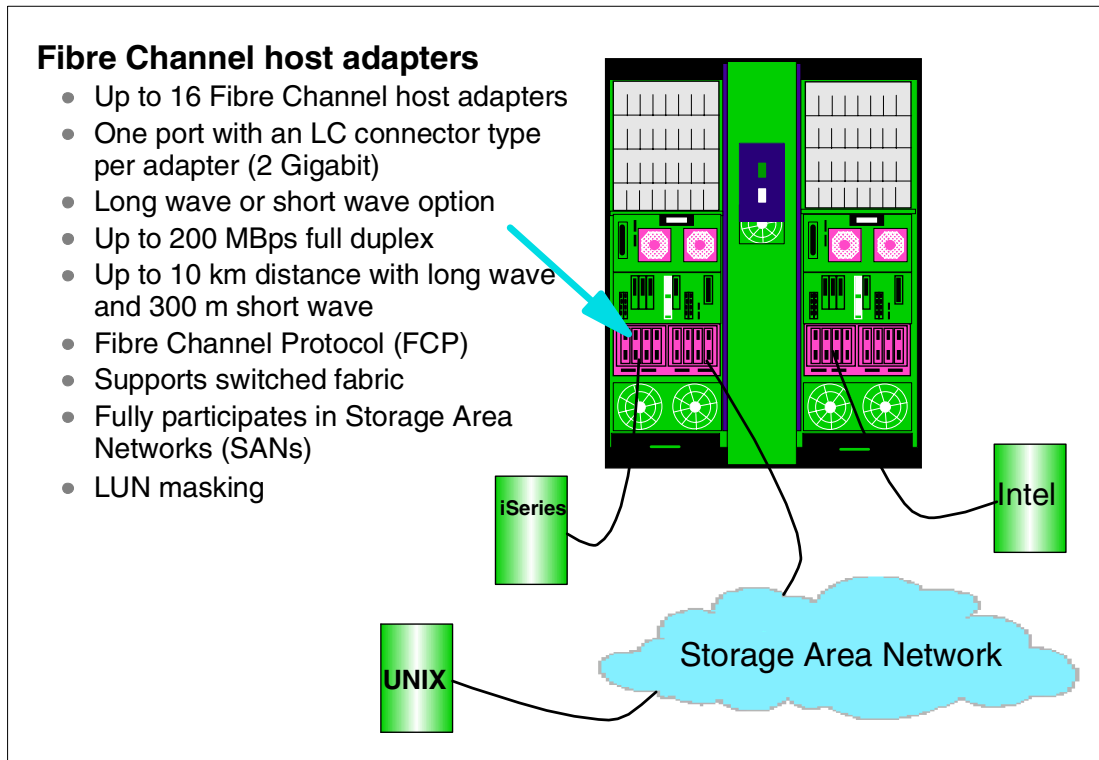 Fibre Channel host adapters
● Up to 16 Fibre Channel host adapters
● One port with an LC connector type
per adapter (2 Gigabit)
● Long wave or short wave option
● Up to 200 MBps full duplex
● Up to 10 km distance with long wave
and 300 m short wave
● Fibre Channel Protocol (FCP)
● Supports switched fabric
● Fully participates in Storage Area
Networks (SANs)
● LUN masking
iSeries
Intel
Storage Area Network
UNIX